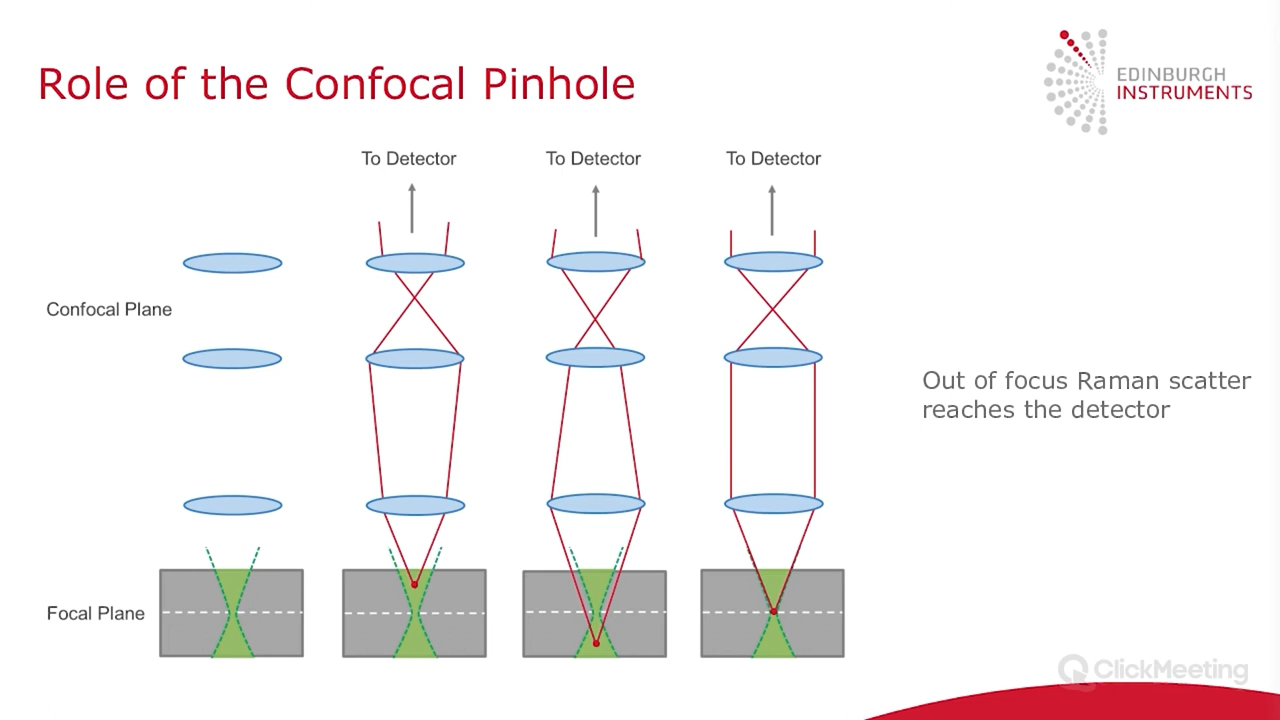 Role of the Confocal Pinhole
EDINBURGH
INSTRUMENTS
To Detector
To Detector
To Detector
Confocal Plane
Out of focus Raman scatter
reaches the detector
Focal Plane
ClickMeeting